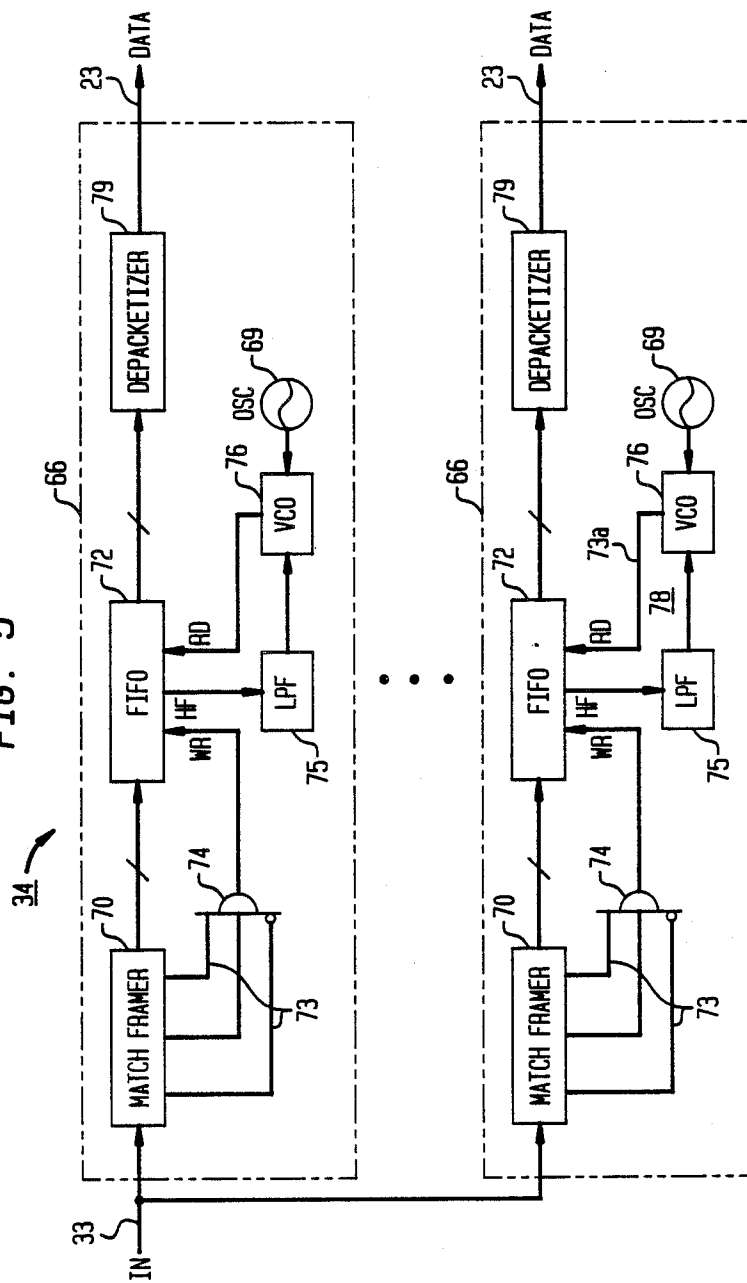 FIG.
34
66
IN
33
MATCH FRAMER
70
73
74
FIFO
72
WR
HF
RD
LPF
75
VCO
76
OSC
69
DEPACKETIZER
79
23
DATA
66
MATCH FRAMER
70
73
74
FIFO
72
WR
HF
RD
73a
LPF
75
78
VCO
76
OSC
69
DEPACKETIZER
79
23
DATA